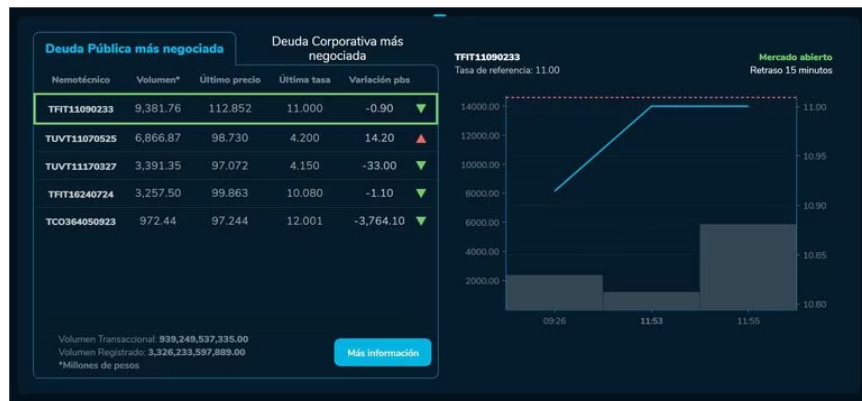 Deuda Pública más negociada
Deuda Corporativa más
negociada
Nemotécnico Volumen* Último precio Última tasa Variación pbs
TFIT11090233 9,381.76 112.852 11.000 -0.90
TUVT11070525 6,866.87 98.730 4.200 14.20
TUVT11170327 3,391.35 97.072 4.150 -33.00
TFIT16240724 3,257.50 99.863 10.080 -1.10
TCO364050923 972.44 97.244 12.001 -3,764.10
Volumen Transaccional: 939,249,537,335.00
Volumen Registrado: 3,326,233,597,889.00
*Millones de pesos
Más información
TFIT11090233 Mercado abierto
Tasa de referencia: 11.00 Retraso 15 minutos
14000.00 11.00
12000.00
10000.00 10.95
8000.00 10.90
6000.00
4000.00 10.85
2000.00 10.80
09:26 11:53 11:55